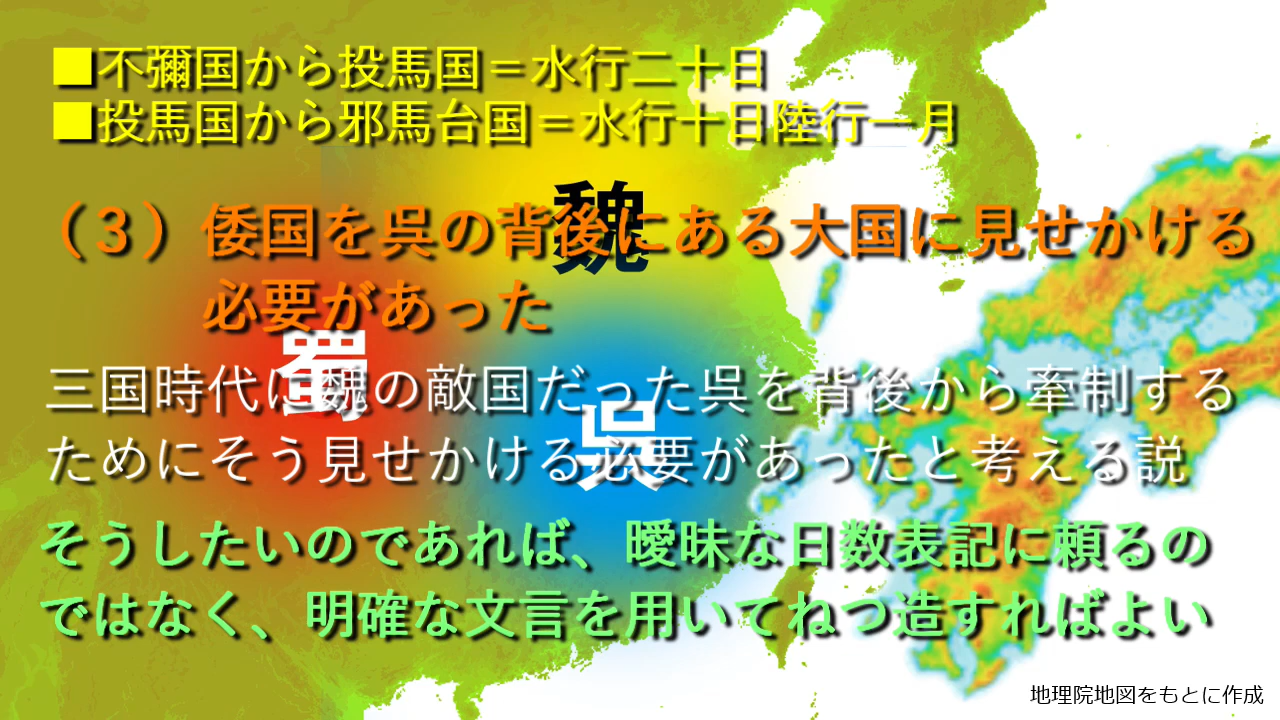 ■不彌国から投馬国＝水行二十日
■投馬国から邪馬台国＝水行十日陸行一月
魏
（３）倭国を呉の背後にある大国に見せかける
必要があった
蜀
三国時代に魏の敵国だった呉を背後から牽制する
呉
ためにそう見せかける必要があったと考える説
そうしたいのであれば、曖昧な日数表記に頼るの
ではなく、明確な文言を用いてねつ造すればよい
地理院地図をもとに作成